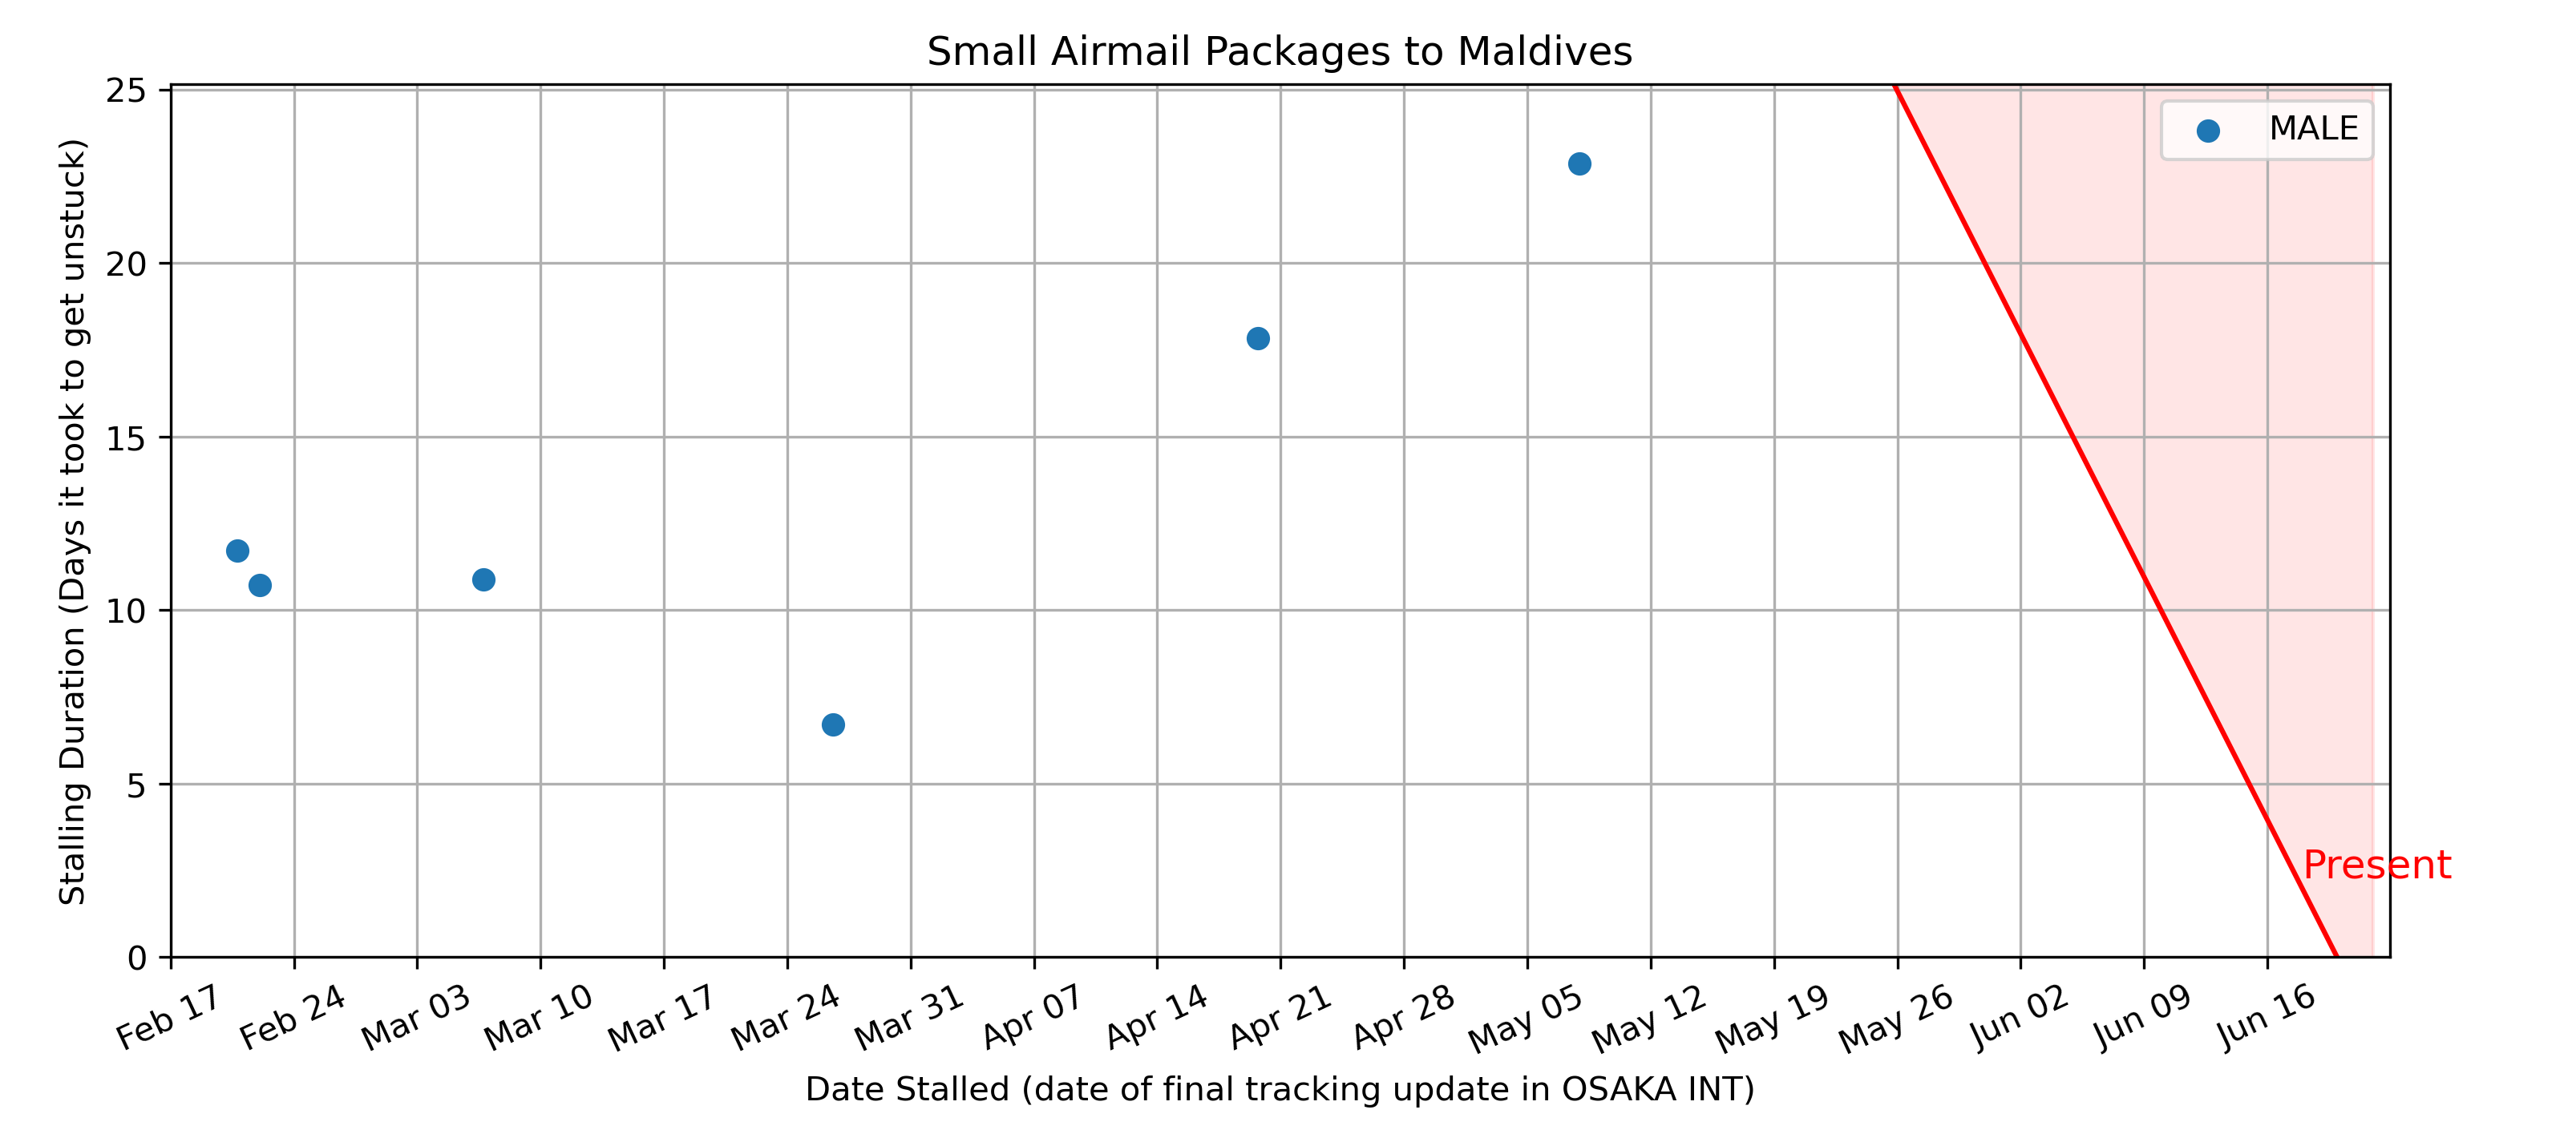 Small Airmail Packages to Maldives
MALE
25
20
15
10
5
0
Stalling Duration (Days it took to get unstuck)
Present
Feb 17
Feb 24
Mar 03
Mar 10
Mar 17
Mar 24
Mar 31
Apr 07
Apr 14
Apr 21
Apr 28
May 05
May 12
May 19
May 26
Jun 02
Jun 09
Jun 16
Date Stalled (date of final tracking update in OSAKA INT)